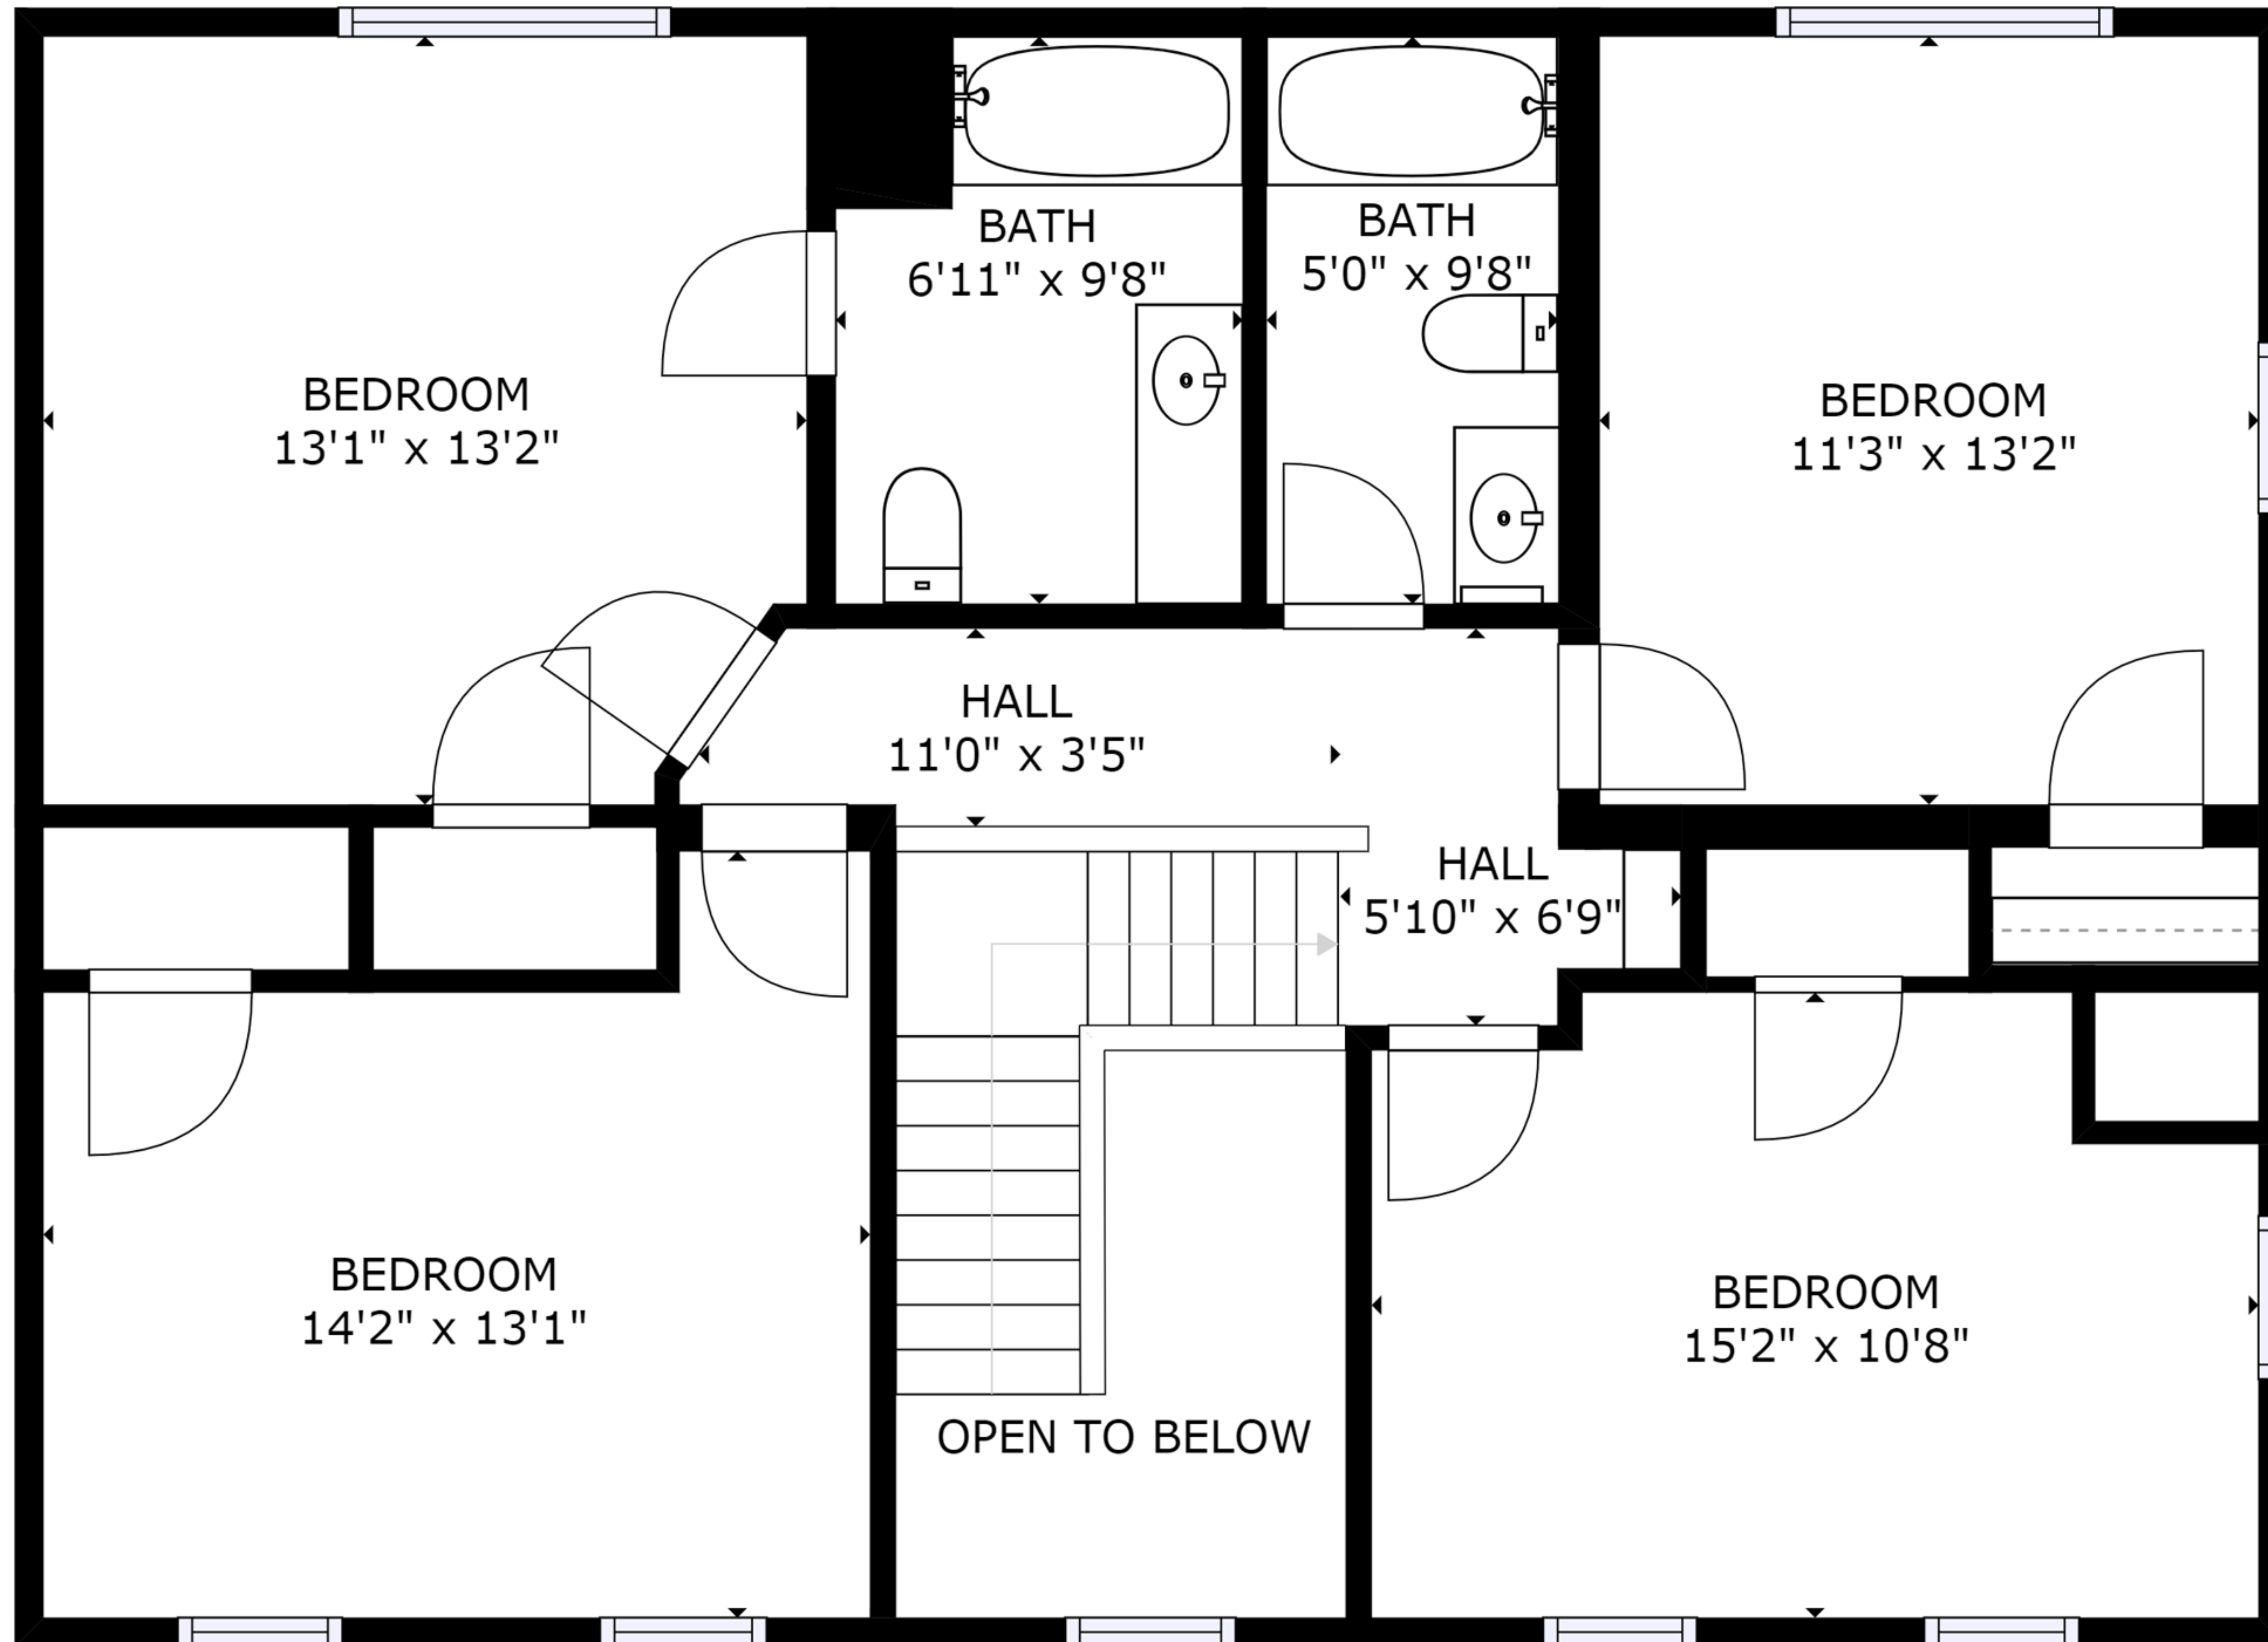 BATH
6'11" x 9'8"
BATH
5'0" x 9'8"
BEDROOM
13'1" x 13'2"
BEDROOM
11'3" x 13'2"
HALL
11'0" x 3'5"
HALL
5'10" x 6'9"
BEDROOM
14'2" x 13'1"
BEDROOM
15'2" x 10'8"
OPEN TO BELOW